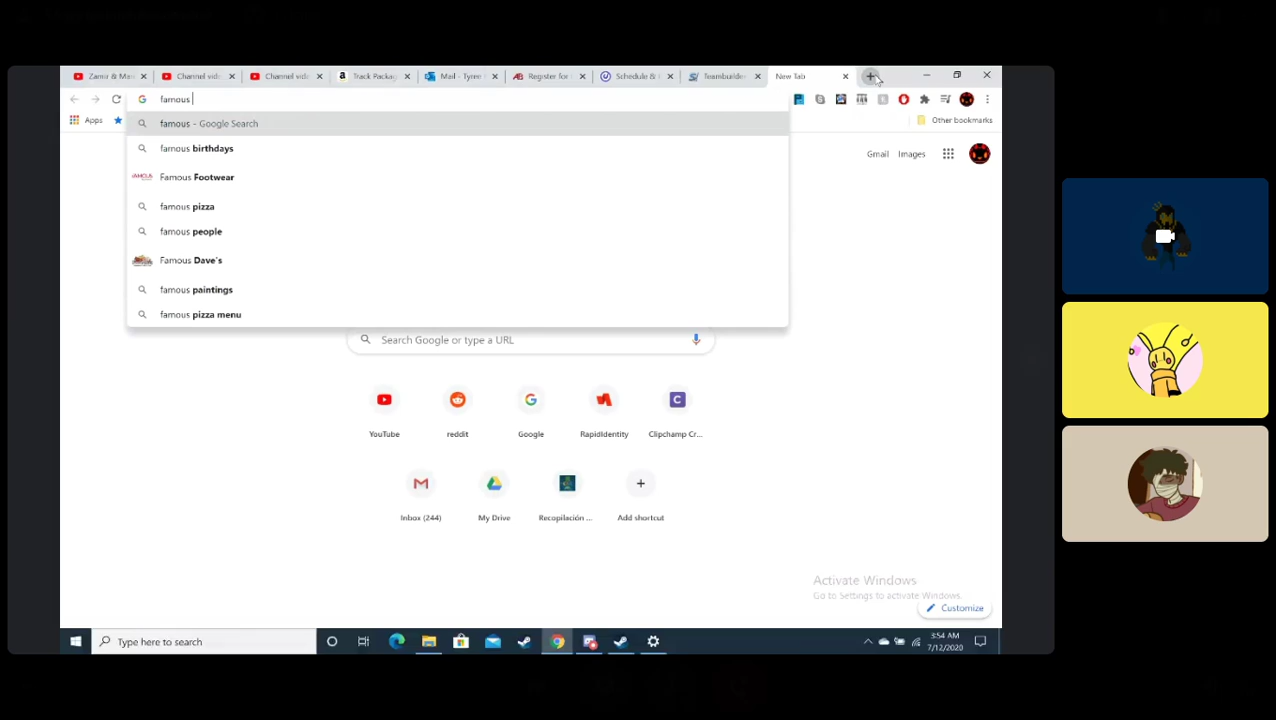 Zamir & Mar
Channel vide
Channel vide
Track Packag
Mail - Tyrre
Register for
Schedule &
Teambuilder
New Tab
famous
Apps
Other bookmarks
famous - Google Search
famous birthdays
Famous Footwear
famous pizza
famous people
Famous Dave's
famous paintings
famous pizza menu
Gmail Images
Search Google or type a URL
YouTube
reddit
Google
RapidIdentity
Clipchamp Cr...
Inbox (244)
My Drive
Recopilación ...
Add shortcut
Activate Windows
Go to Settings to activate Windows.
Customize
Type here to search
3:54 AM
7/12/2020